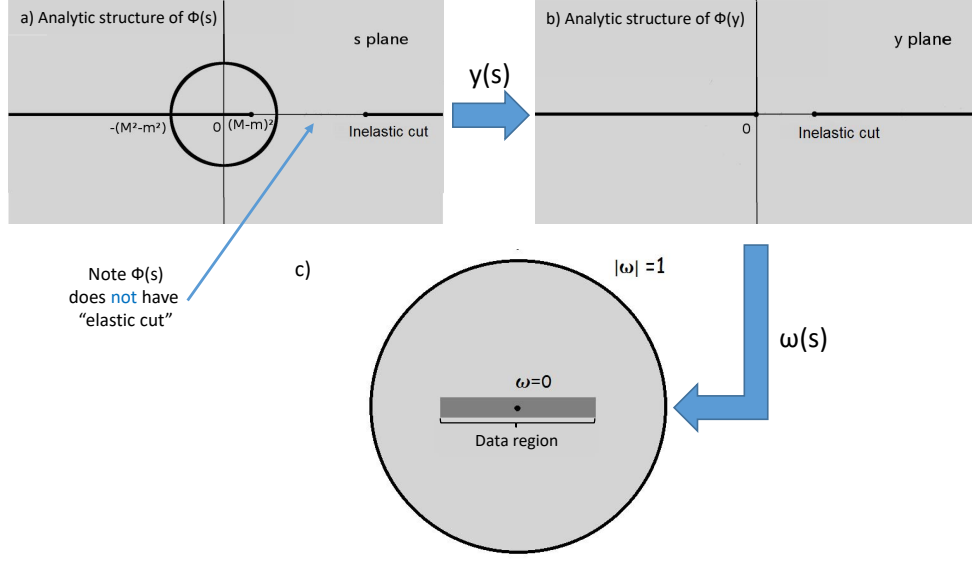 a) Analytic structure of Φ(s)
s plane
-(M²-m²)
0
(M-m)²
Inelastic cut
y(s)
b) Analytic structure of Φ(y)
y plane
0
Inelastic cut
Note Φ(s)
does not have
“elastic cut”
c)
|ω| =1
ω=0
Data region
ω(s)